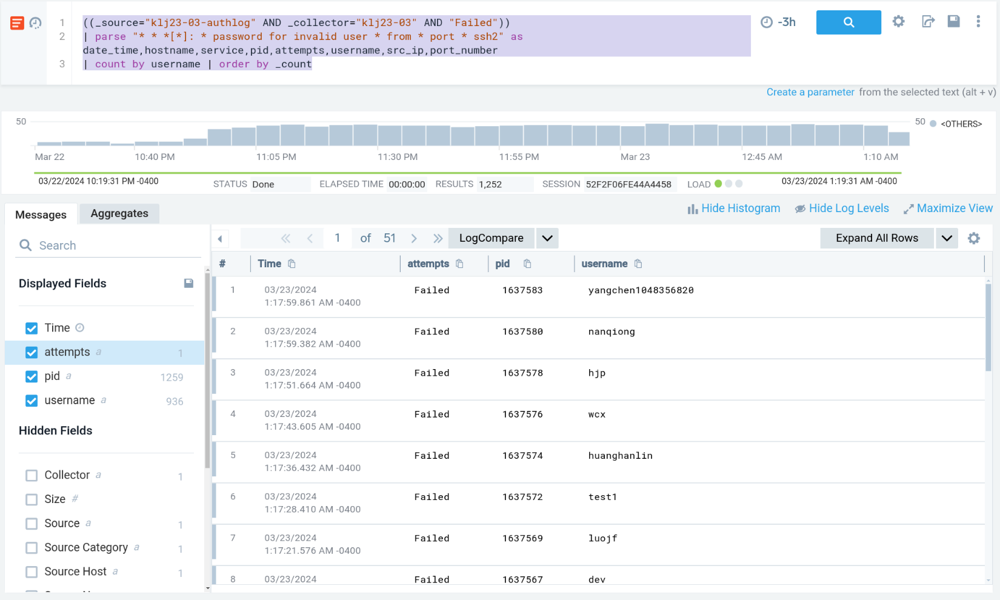 1 ((_source="klj23-03-authlog" AND _collector="klj23-03" AND "Failed"))
2 | parse "* * *[*]: * password for invalid user * from * port * ssh2" as
date_time,hostname,service,pid,attempts,username,src_ip,port_number
3 | count by username | order by _count
-3h
Create a parameter from the selected text (alt + v)
50
50 <OTHERS>
Mar 22 10:40 PM 11:05 PM 11:30 PM 11:55 PM Mar 23 12:45 AM 1:10 AM
03/22/2024 10:19:31 PM -0400 STATUS Done ELAPSED TIME 00:00:00 RESULTS 1,252 SESSION 52F2F06FE44A4458 LOAD 03/23/2024 1:19:31 AM -0400
Messages Aggregates
Hide Histogram Hide Log Levels Maximize View
Search
Displayed Fields
Time
attempts a 1
pid a 1259
username a 936
Hidden Fields
Collector a 1
Size #
Source a 1
Source Category a 1
Source Host a 1
1 of 51 LogCompare Expand All Rows
# Time attempts pid username
1 03/23/2024 Failed 1637583 yangchen1048356820
1:17:59.861 AM -0400
2 03/23/2024 Failed 1637580 nanqiong
1:17:59.382 AM -0400
3 03/23/2024 Failed 1637578 hjp
1:17:51.664 AM -0400
4 03/23/2024 Failed 1637576 wcx
1:17:43.605 AM -0400
5 03/23/2024 Failed 1637574 huanghanlin
1:17:36.432 AM -0400
6 03/23/2024 Failed 1637572 test1
1:17:28.410 AM -0400
7 03/23/2024 Failed 1637569 luojf
1:17:21.576 AM -0400
8 03/23/2024 Failed 1637567 dev